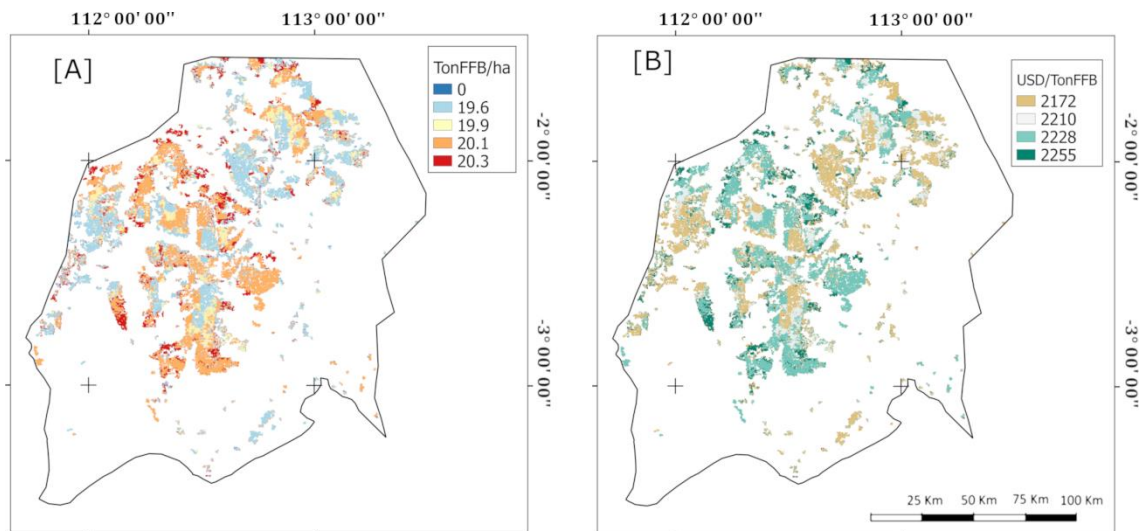 112°00'00" 113°00'00" 112°00'00" 113°00'00"
[A]
TonFFB/ha
0
19.6
19.9
20.1
20.3
-2°00'00"
-3°00'00"
[B]
USD/TonFFB
2172
2210
2228
2255
-2°00'00"
-3°00'00"
25 Km 50 Km 75 Km 100 Km